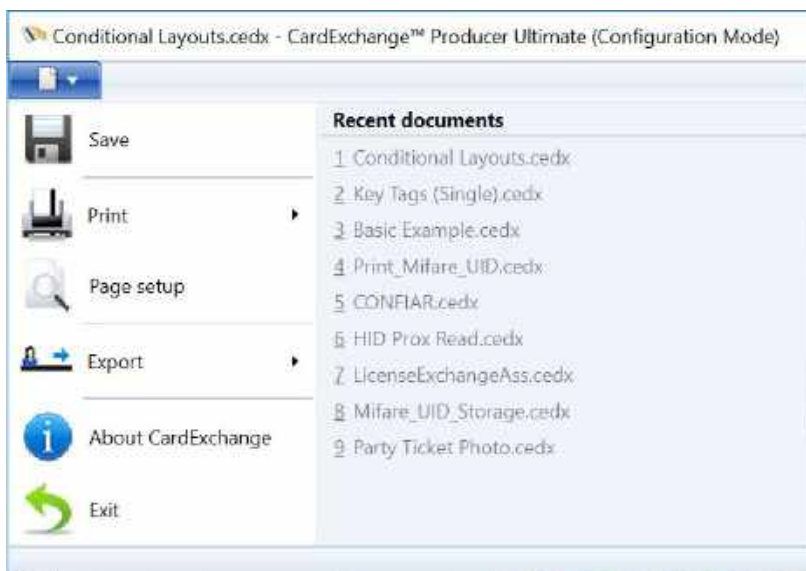 Conditional Layouts.cedx - CardExchange™ Producer Ultimate (Configuration Mode)
Save
Print
Page setup
Export
About CardExchange
Exit
Recent documents
1 Conditional Layouts.cedx
2 Key Tags (Single).cedx
3 Basic Example.cedx
4 Print_Mifare_UID.cedx
5 CONFIAR.cedx
6 HID Prox Read.cedx
7 LicenseExchangeAss.cedx
8 Mifare_UID_Storage.cedx
9 Party Ticket Photo.cedx